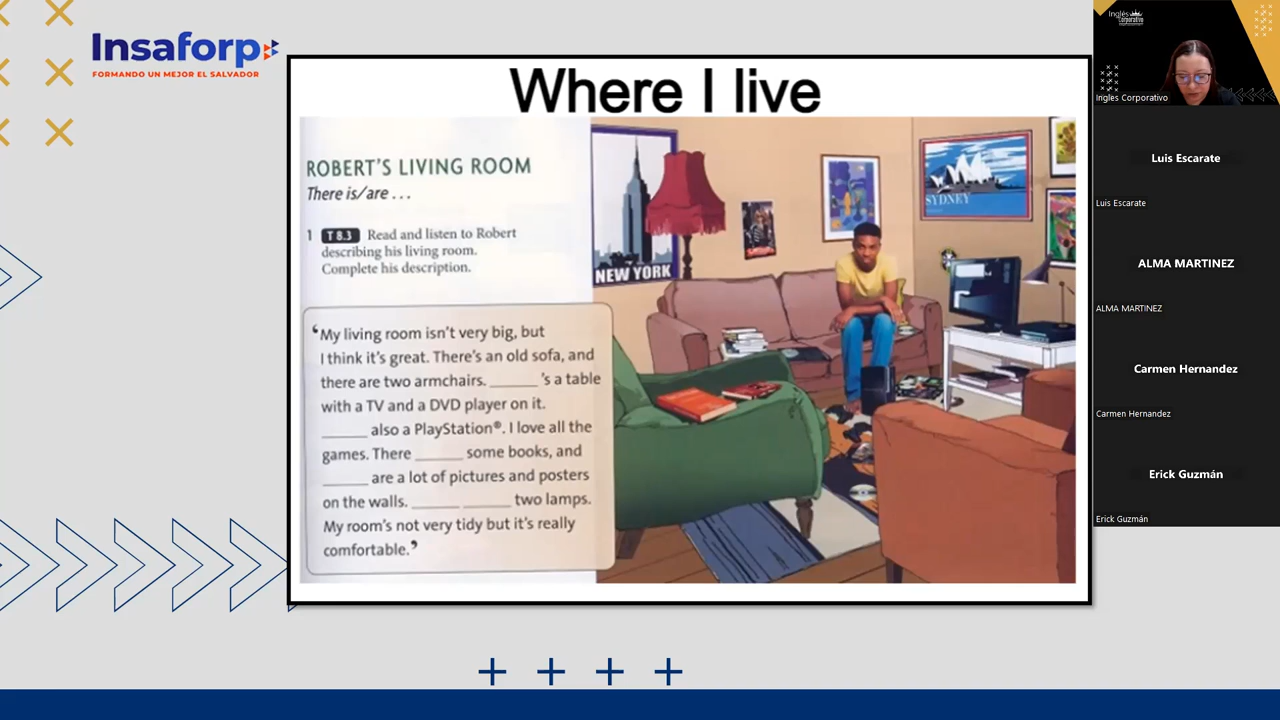 Insaforp
FORMANDO UN MEJOR EL SALVADOR
Where I live
ROBERT'S LIVING ROOM
There is/are ...
1 T 8.3 Read and listen to Robert
describing his living room.
Complete his description.
‘My living room isn't very big, but
I think it's great. There's an old sofa, and
there are two armchairs. ______ 's a table
with a TV and a DVD player on it.
______ also a PlayStation®. I love all the
games. There ______ some books, and
______ are a lot of pictures and posters
on the walls. ______ ______ two lamps.
My room's not very tidy but it's really
comfortable.’
NEW YORK
SYDNEY
Inglés
Corporativo
Ingles Corporativo
Luis Escarate
Luis Escarate
ALMA MARTINEZ
ALMA MARTINEZ
Carmen Hernandez
Carmen Hernandez
Erick Guzmán
Erick Guzmán